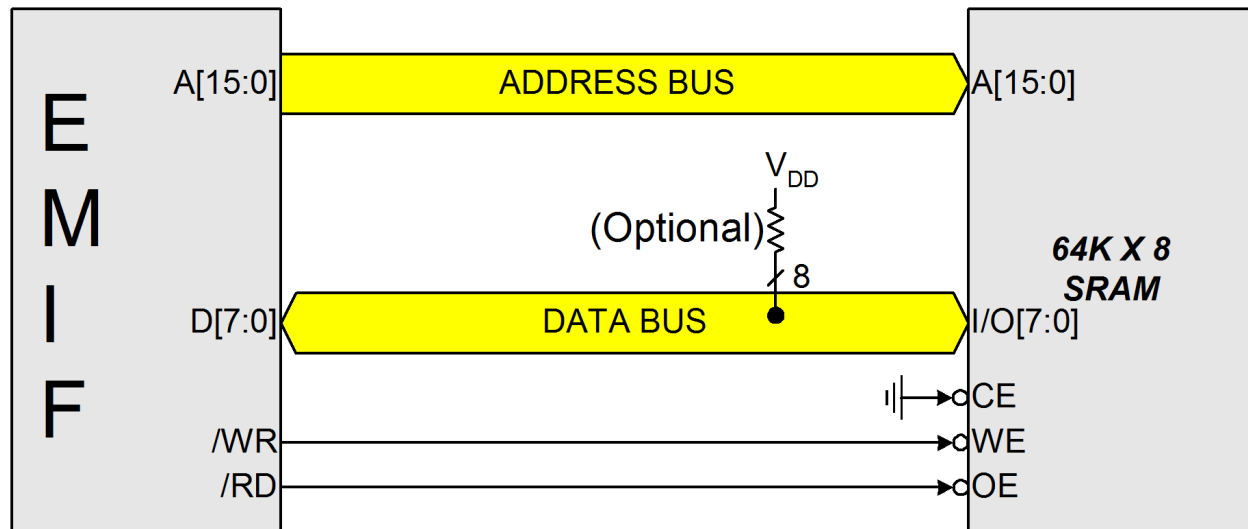 E
M
I
F
A[15:0]
ADDRESS BUS
A[15:0]
VDD
(Optional)
8
64K X 8
SRAM
D[7:0]
DATA BUS
I/O[7:0]
CE
/WR
WE
/RD
OE